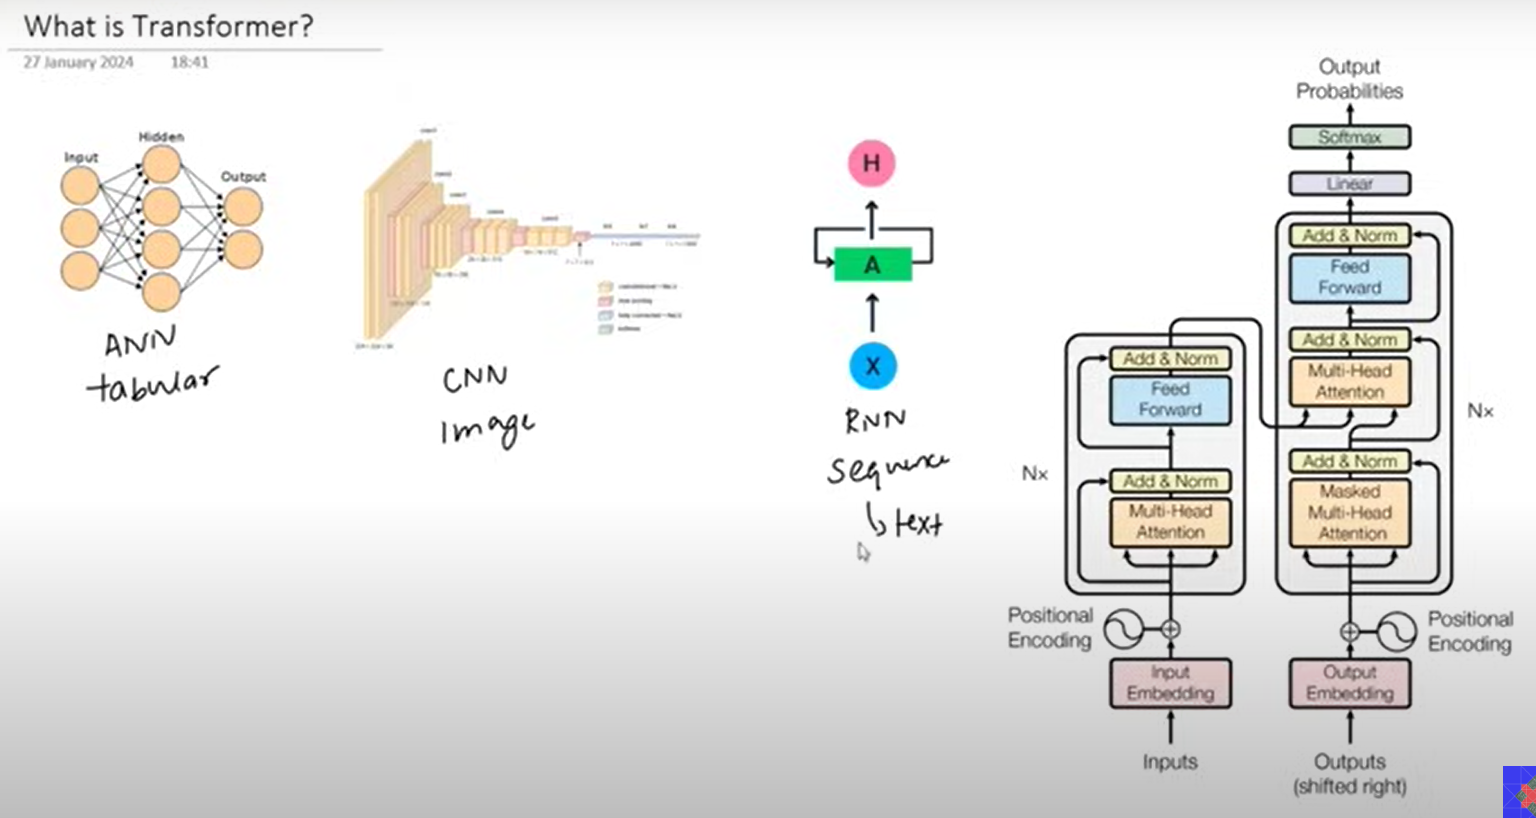 What is Transformer?
27 January 2024 18:41
Input
Hidden
Output
ANN
tabular
CNN
Image
H
A
X
RNN
Sequence
↳ text
Output
Probabilities
Softmax
Linear
Add & Norm
Feed
Forward
Add & Norm
Multi-Head
Attention
Add & Norm
Masked
Multi-Head
Attention
Nx
Positional
Encoding
Output
Embedding
Outputs
(shifted right)
Add & Norm
Feed
Forward
Add & Norm
Multi-Head
Attention
Nx
Positional
Encoding
Input
Embedding
Inputs